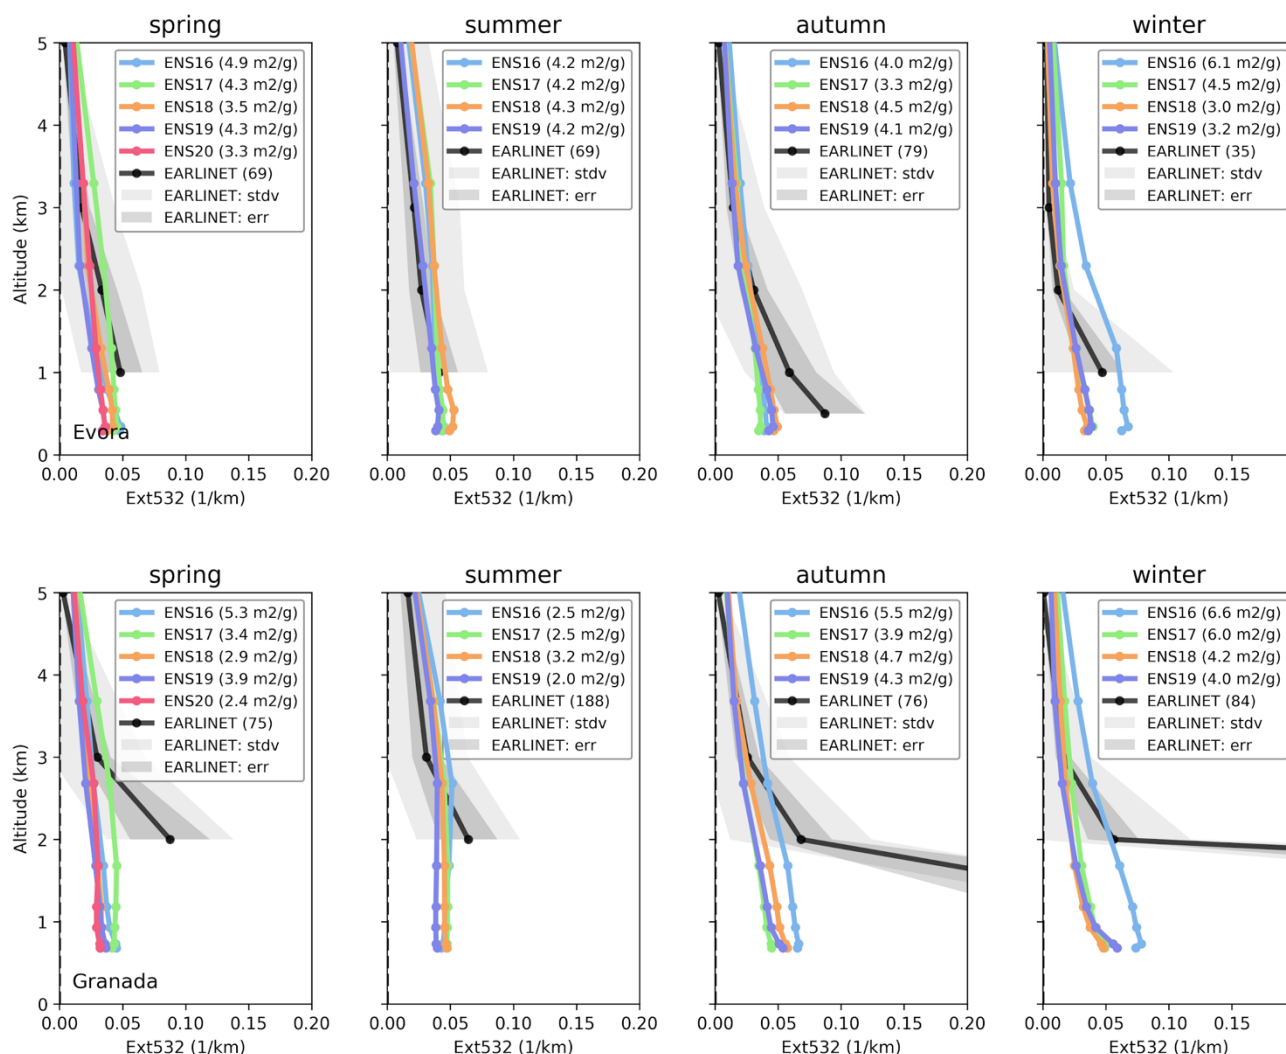 spring
5
4
3
2
1
0
Altitude (km)
ENS16 (4.9 m2/g)
ENS17 (4.3 m2/g)
ENS18 (3.5 m2/g)
ENS19 (4.3 m2/g)
ENS20 (3.3 m2/g)
EARLINET (69)
EARLINET: stdv
EARLINET: err
Evora
0.00 0.05 0.10 0.15 0.20
Ext532 (1/km)
summer
ENS16 (4.2 m2/g)
ENS17 (4.2 m2/g)
ENS18 (4.3 m2/g)
ENS19 (4.2 m2/g)
EARLINET (69)
EARLINET: stdv
EARLINET: err
0.00 0.05 0.10 0.15 0.20
Ext532 (1/km)
autumn
ENS16 (4.0 m2/g)
ENS17 (3.3 m2/g)
ENS18 (4.5 m2/g)
ENS19 (4.1 m2/g)
EARLINET (79)
EARLINET: stdv
EARLINET: err
0.00 0.05 0.10 0.15 0.20
Ext532 (1/km)
winter
ENS16 (6.1 m2/g)
ENS17 (4.5 m2/g)
ENS18 (3.0 m2/g)
ENS19 (3.2 m2/g)
EARLINET (35)
EARLINET: stdv
EARLINET: err
0.00 0.05 0.10 0.15
Ext532 (1/km)
spring
5
4
3
2
1
0
Altitude (km)
ENS16 (5.3 m2/g)
ENS17 (3.4 m2/g)
ENS18 (2.9 m2/g)
ENS19 (3.9 m2/g)
ENS20 (2.4 m2/g)
EARLINET (75)
EARLINET: stdv
EARLINET: err
Granada
0.00 0.05 0.10 0.15 0.20
Ext532 (1/km)
summer
ENS16 (2.5 m2/g)
ENS17 (2.5 m2/g)
ENS18 (3.2 m2/g)
ENS19 (2.0 m2/g)
EARLINET (188)
EARLINET: stdv
EARLINET: err
0.00 0.05 0.10 0.15 0.20
Ext532 (1/km)
autumn
ENS16 (5.5 m2/g)
ENS17 (3.9 m2/g)
ENS18 (4.7 m2/g)
ENS19 (4.3 m2/g)
EARLINET (76)
EARLINET: stdv
EARLINET: err
0.00 0.05 0.10 0.15 0.20
Ext532 (1/km)
winter
ENS16 (6.6 m2/g)
ENS17 (6.0 m2/g)
ENS18 (4.2 m2/g)
ENS19 (4.0 m2/g)
EARLINET (84)
EARLINET: stdv
EARLINET: err
0.00 0.05 0.10 0.15
Ext532 (1/km)